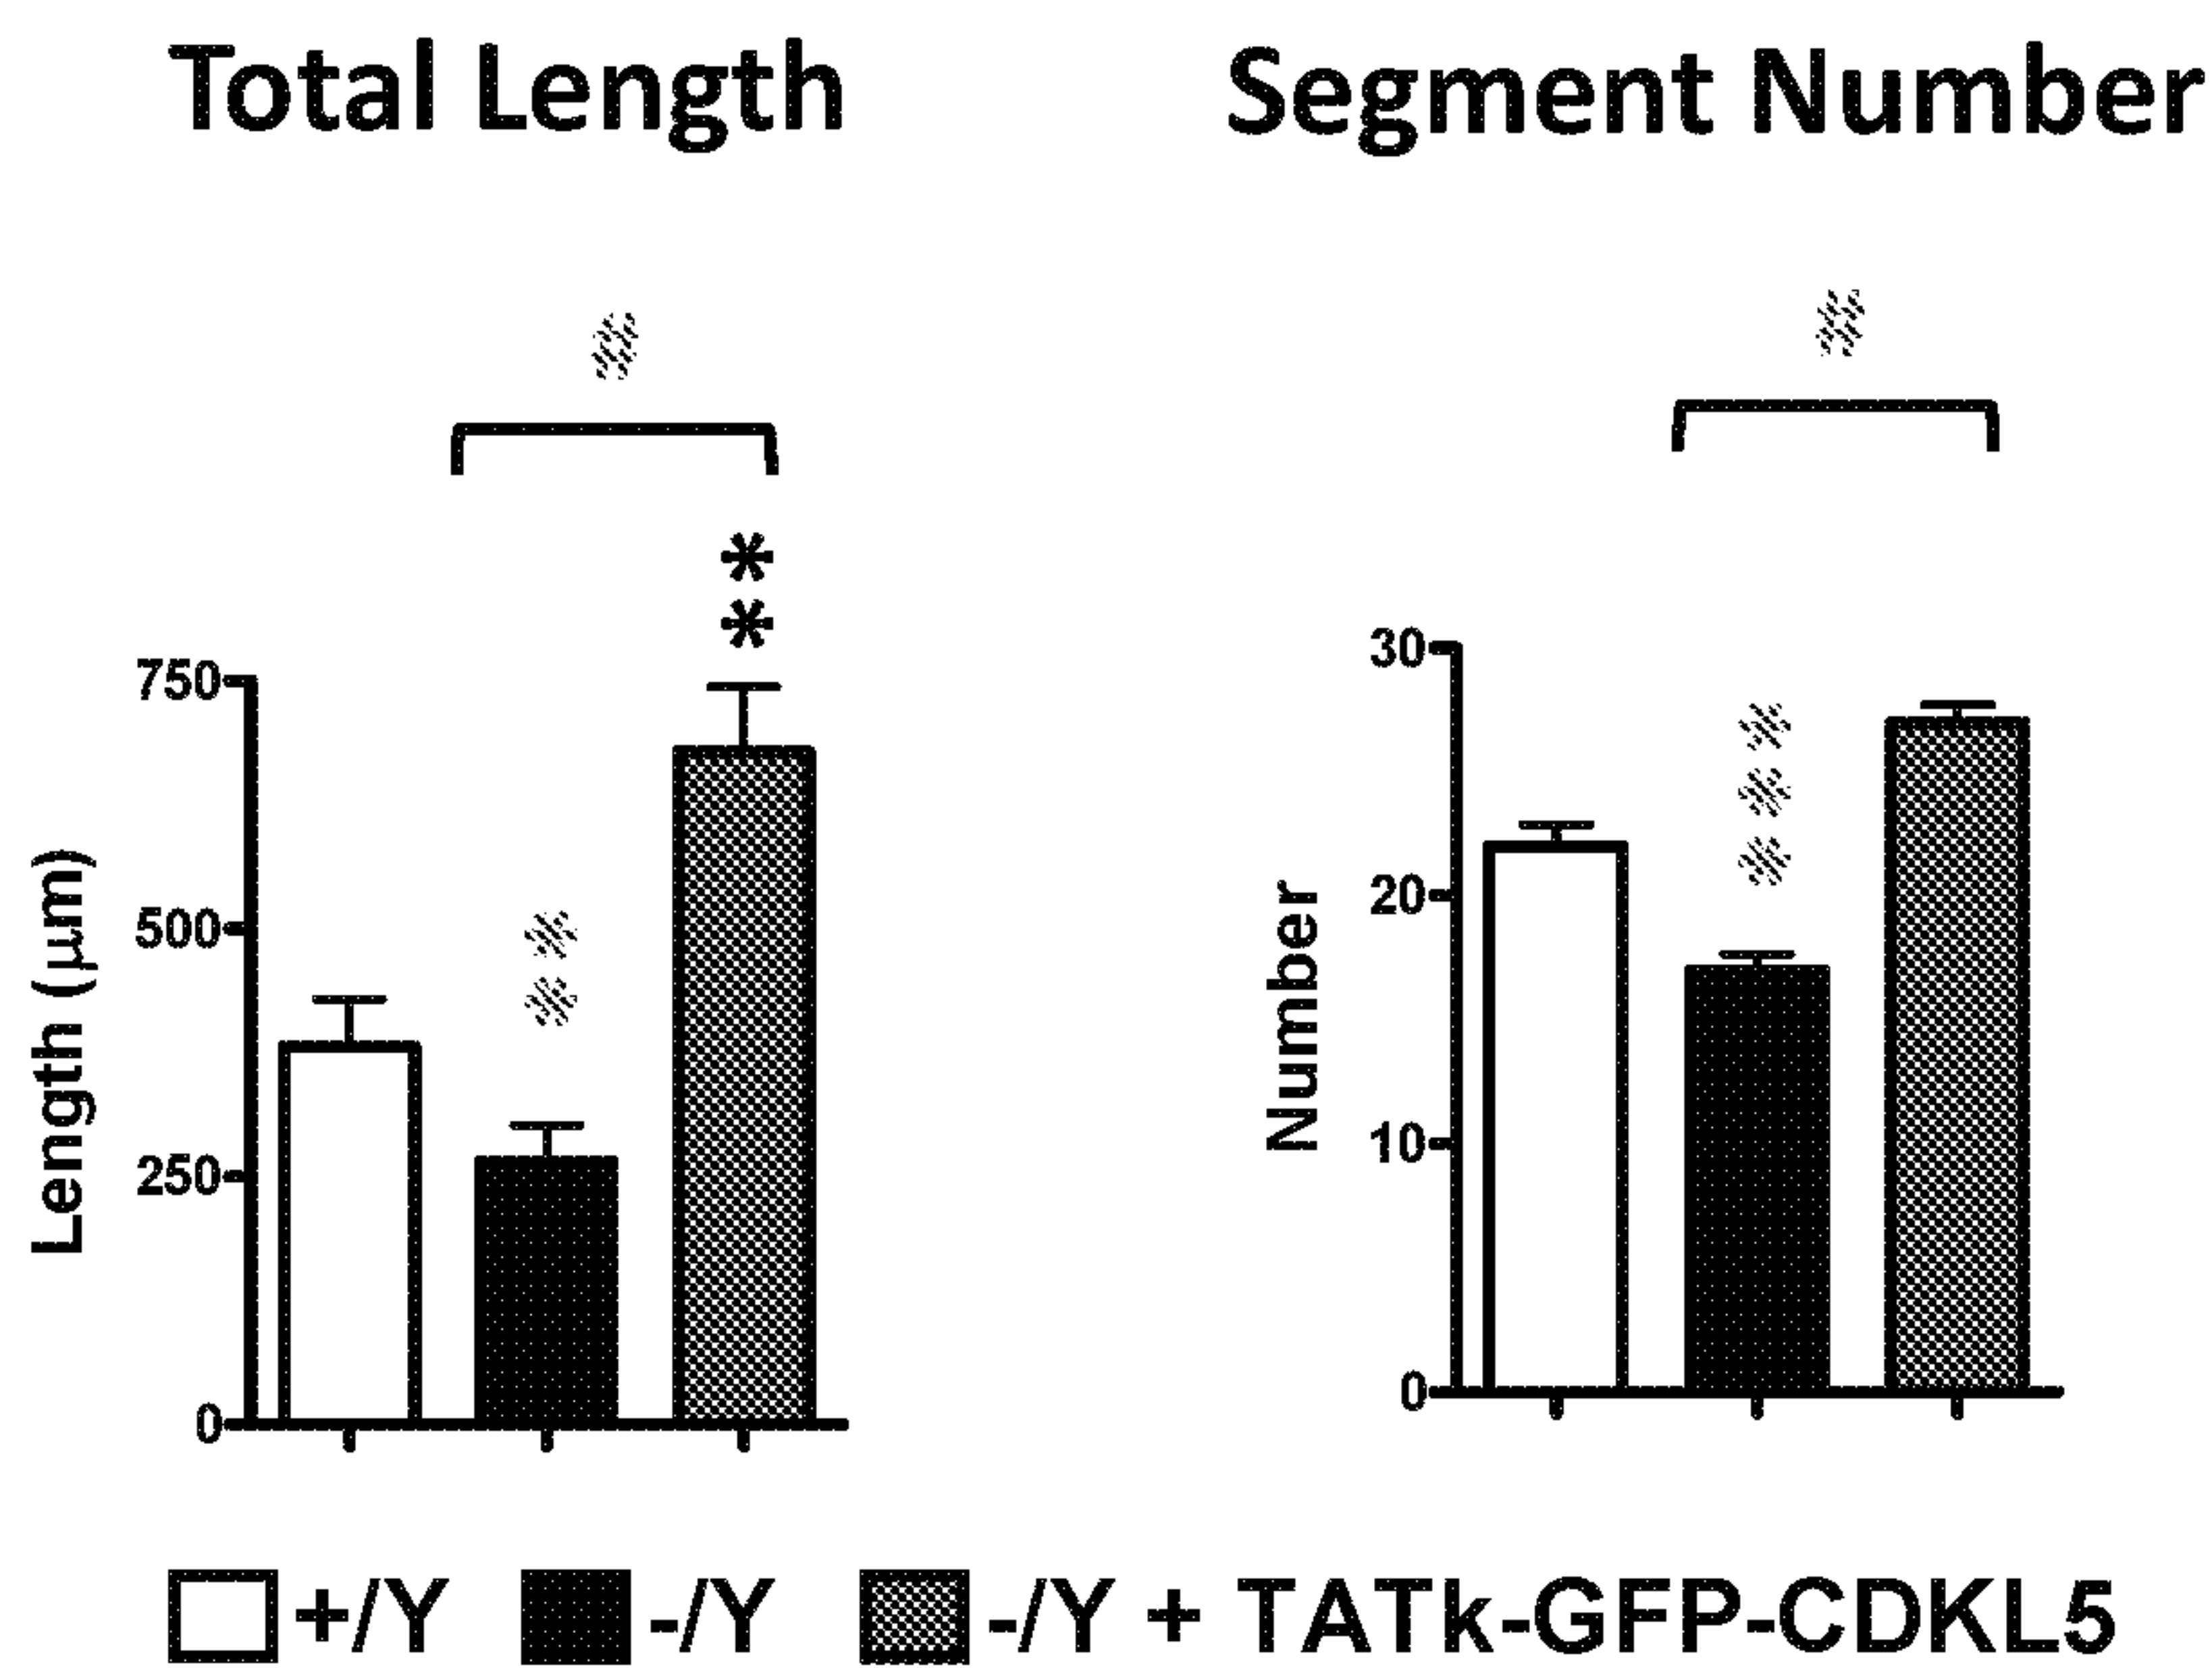 Total Length
Segment Number
#
#
*
*
750
500
250
0
Length (µm)
*
*
30
20
10
0
Number
*
*
*
+/Y
-/Y
-/Y + TATk-GFP-CDKL5